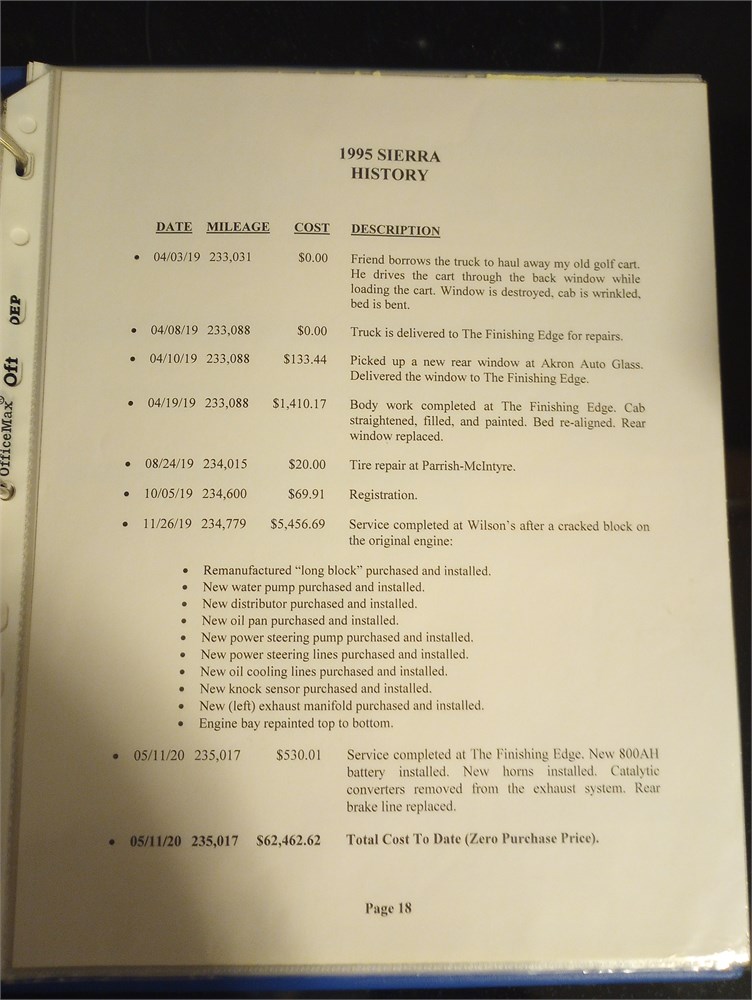 1995 SIERRA
HISTORY
DATE MILEAGE COST DESCRIPTION
• 04/03/19 233,031 $0.00 Friend borrows the truck to haul away my old golf cart.
He drives the cart through the back window while
loading the cart. Window is destroyed, cab is wrinkled,
bed is bent.
• 04/08/19 233,088 $0.00 Truck is delivered to The Finishing Edge for repairs.
• 04/10/19 233,088 $133.44 Picked up a new rear window at Akron Auto Glass.
Delivered the window to The Finishing Edge.
• 04/19/19 233,088 $1,410.17 Body work completed at The Finishing Edge. Cab
straightened, filled, and painted. Bed re-aligned. Rear
window replaced.
• 08/24/19 234,015 $20.00 Tire repair at Parrish-McIntyre.
• 10/05/19 234,600 $69.91 Registration.
• 11/26/19 234,779 $5,456.69 Service completed at Wilson's after a cracked block on
the original engine:
• Remanufactured “long block” purchased and installed.
• New water pump purchased and installed.
• New distributor purchased and installed.
• New oil pan purchased and installed.
• New power steering pump purchased and installed.
• New power steering lines purchased and installed.
• New oil cooling lines purchased and installed.
• New knock sensor purchased and installed.
• New (left) exhaust manifold purchased and installed.
• Engine bay repainted top to bottom.
• 05/11/20 235,017 $530.01 Service completed at The Finishing Edge. New 800AH
battery installed. New horns installed. Catalytic
converters removed from the exhaust system. Rear
brake line replaced.
• 05/11/20 235,017 $62,462.62 Total Cost To Date (Zero Purchase Price).
Page 18
OfficeMax®